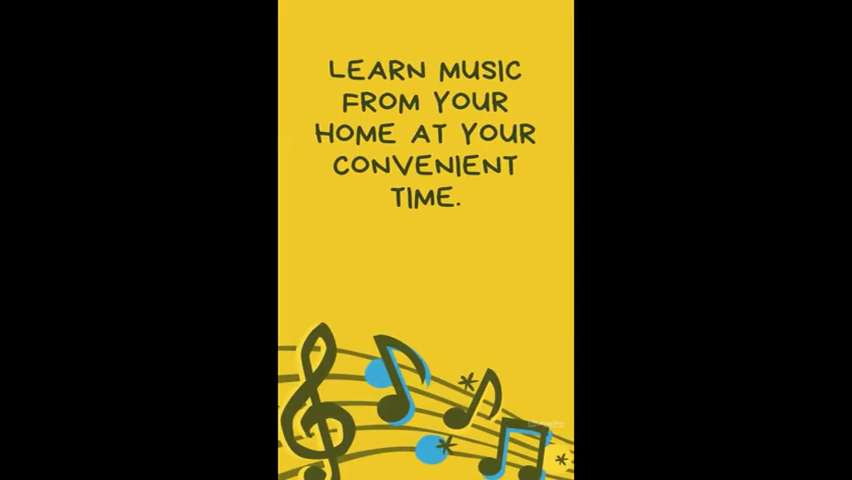 LEARN MUSIC
FROM YOUR
HOME AT YOUR
CONVENIENT
TIME.